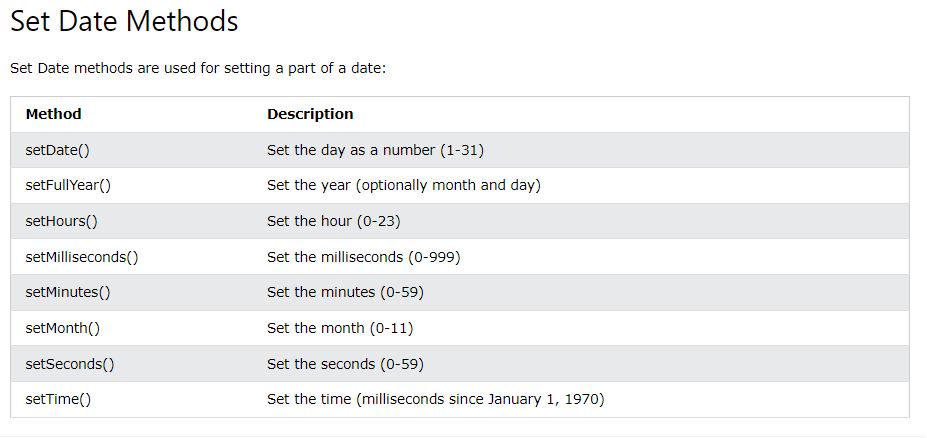 Set Date Methods
Set Date methods are used for setting a part of a date:
Method Description
setDate() Set the day as a number (1-31)
setFullYear() Set the year (optionally month and day)
setHours() Set the hour (0-23)
setMilliseconds() Set the milliseconds (0-999)
setMinutes() Set the minutes (0-59)
setMonth() Set the month (0-11)
setSeconds() Set the seconds (0-59)
setTime() Set the time (milliseconds since January 1, 1970)